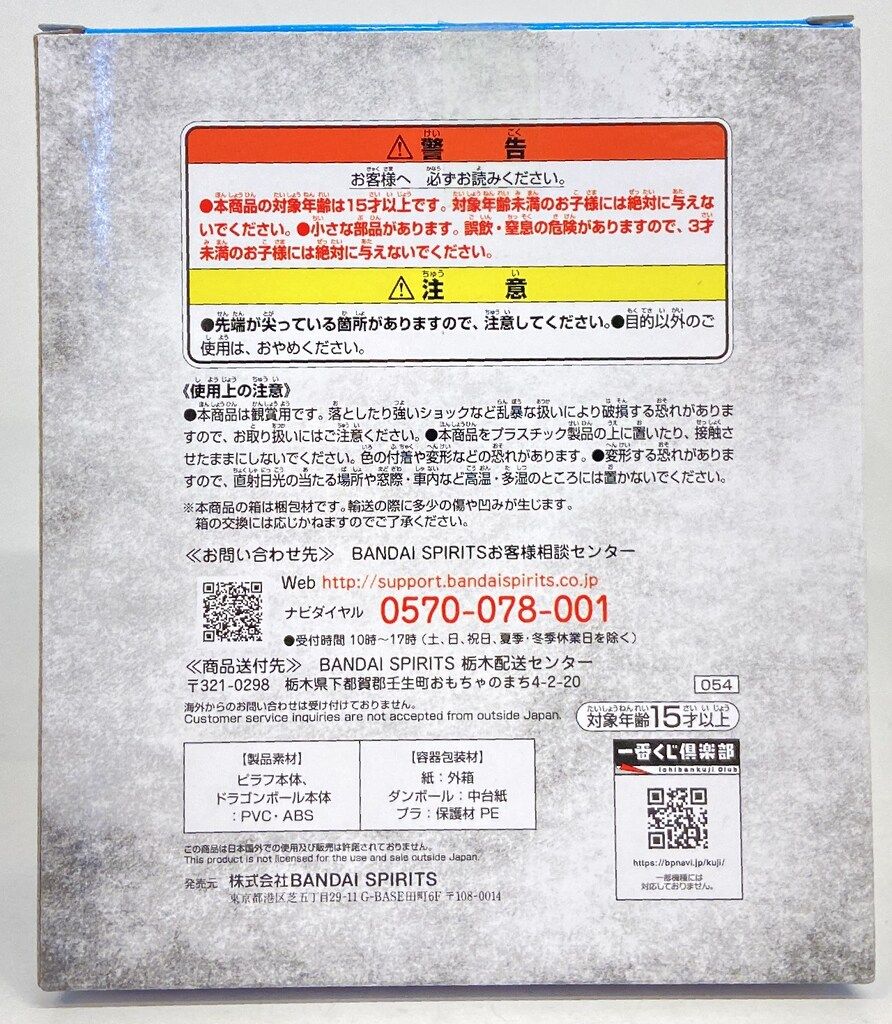 ⚠警告
お客様へ 必ずお読みください。
●本商品の対象年齢は15才以上です。対象年齢未満のお子様には絶対に与えな
いでください。●小さな部品があります。誤飲・窒息の危険がありますので、3才
未満のお子様には絶対に与えないでください。
⚠注意
●先端が尖っている箇所がありますので、注意してください。●目的以外のご
使用は、おやめください。
《使用上の注意》
●本商品は観賞用です。落としたり強いショックなど乱暴な扱いにより破損する恐れがありま
すので、お取り扱いにはご注意ください。●本商品をプラスチック製品の上に置いたり、接触さ
せたままにしないでください。色の付着や変形などの恐れがあります。●変形する恐れがありま
すので、直射日光の当たる場所や窓際・車内など高温・多湿のところには置かないでください。
※本商品の箱は梱包材です。輸送の際に多少の傷や凹みが生じます。
箱の交換には応じかねますのでご了承ください。
≪お問い合わせ先≫ BANDAI SPIRITSお客様相談センター
Web http://support.bandaispirits.co.jp
ナビダイヤル 0570-078-001
●受付時間 10時〜17時 (土、日、祝日、夏季・冬季休業日を除く)
≪商品送付先≫ BANDAI SPIRITS 栃木配送センター
〒321-0298 栃木県下都賀郡壬生町おもちゃのまち4-2-20
054
海外からのお問い合わせは受け付けておりません。
Customer service inquiries are not accepted from outside Japan.
対象年齢15才以上
【製品素材】
ピラフ本体、
ドラゴンボール本体
:PVC・ABS
【容器包装材】
紙:外箱
ダンボール:中台紙
プラ:保護材 PE
一番くじ倶楽部
Ichibankuji Club
https://bpnavi.jp/kuji/
一部機種には
対応しておりません。
この商品は日本国外での使用及び販売は許諾されておりません。
This product is not licensed for the use and sale outside Japan.
発売元 株式会社BANDAI SPIRITS
東京都港区芝五丁目29-11 G-BASE田町6F 〒108-0014